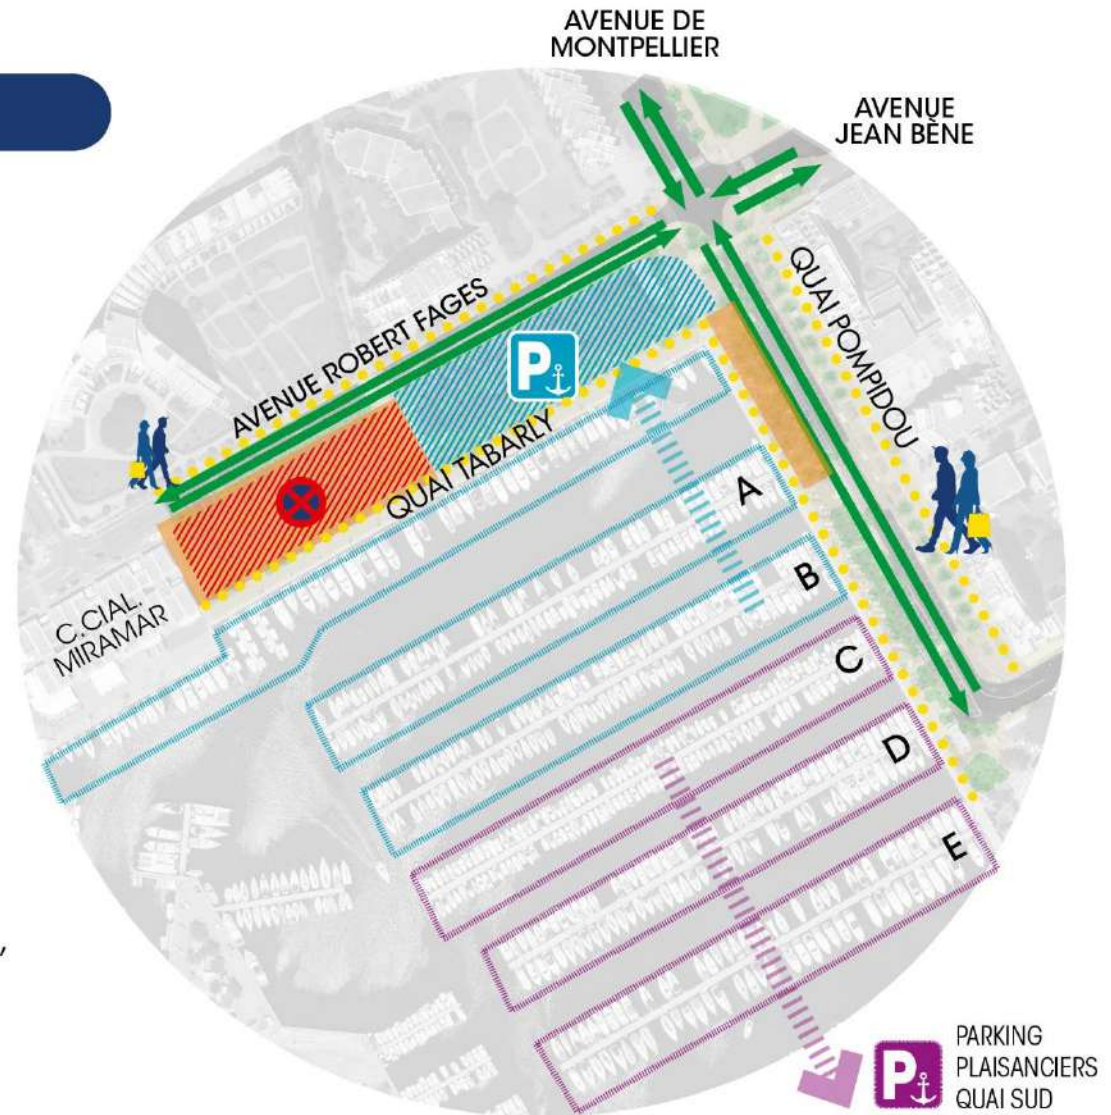 AVENUE DE
MONTPELLIER
AVENUE
JEAN BÈNE
QUAI POMPIDOU
AVENUE ROBERT FAGES
P
QUAI TABARLY
C.CIAL.
MIRAMAR
A
B
C
D
E
,
P
PARKING
PLAISANCIERS
QUAI SUD